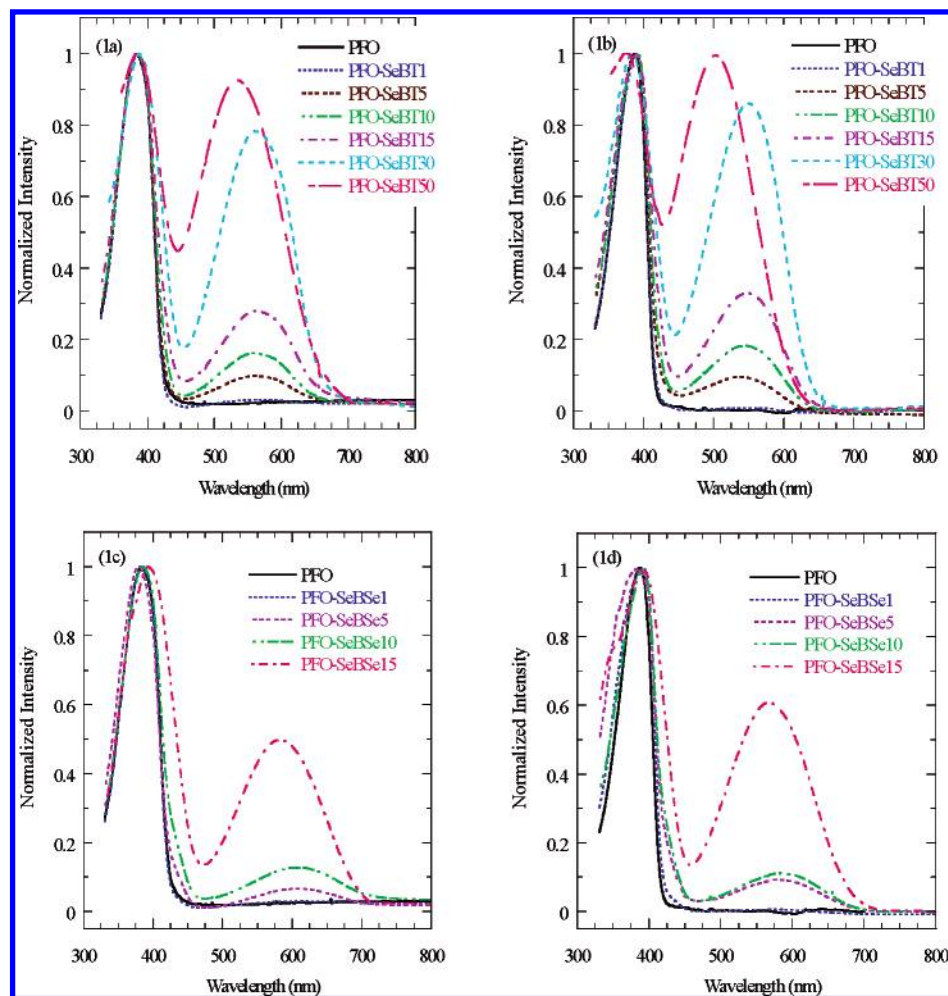 (1a)
PFO
PFO-SeBT1
PFO-SeBT5
PFO-SeBT10
PFO-SeBT15
PFO-SeBT30
PFO-SeBT50
1
0.8
0.6
0.4
0.2
0
Normalized Intensity
300 400 500 600 700 800
Wavelength (nm)
(1b)
PFO
PFO-SeBT1
PFO-SeBT5
PFO-SeBT10
PFO-SeBT15
PFO-SeBT30
PFO-SeBT50
1
0.8
0.6
0.4
0.2
0
Normalized Intensity
300 400 500 600 700 800
Wavelength (nm)
(1c)
PFO
PFO-SeBSe1
PFO-SeBSe5
PFO-SeBSe10
PFO-SeBSe15
1
0.8
0.6
0.4
0.2
0
Normalized Intensity
300 400 500 600 700 800
Wavelength (nm)
(1d)
PFO
PFO-SeBSe1
PFO-SeBSe5
PFO-SeBSe10
PFO-SeBSe15
1
0.8
0.6
0.4
0.2
0
Normalized Intensity
300 400 500 600 700 800
Wavelength (nm)